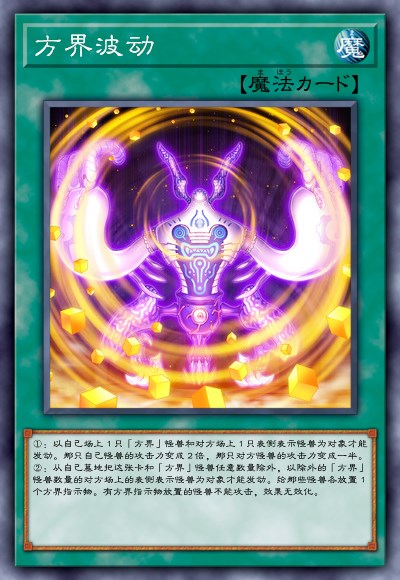 方界波动
魔
【魔法カード】
①：以自己场上１只「方界」怪兽和对方场上１只表侧表示怪兽为对象才能
发动。那只自己怪兽的攻击力变成２倍，那只对方怪兽的攻击力变成一半。
②：从自己墓地把这张卡和「方界」怪兽任意数量除外，以除外的「方界」
怪兽数量的对方场上的表侧表示怪兽为对象才能发动。给那些怪兽各放置１
个方界指示物。有方界指示物放置的怪兽不能攻击，效果无效化。